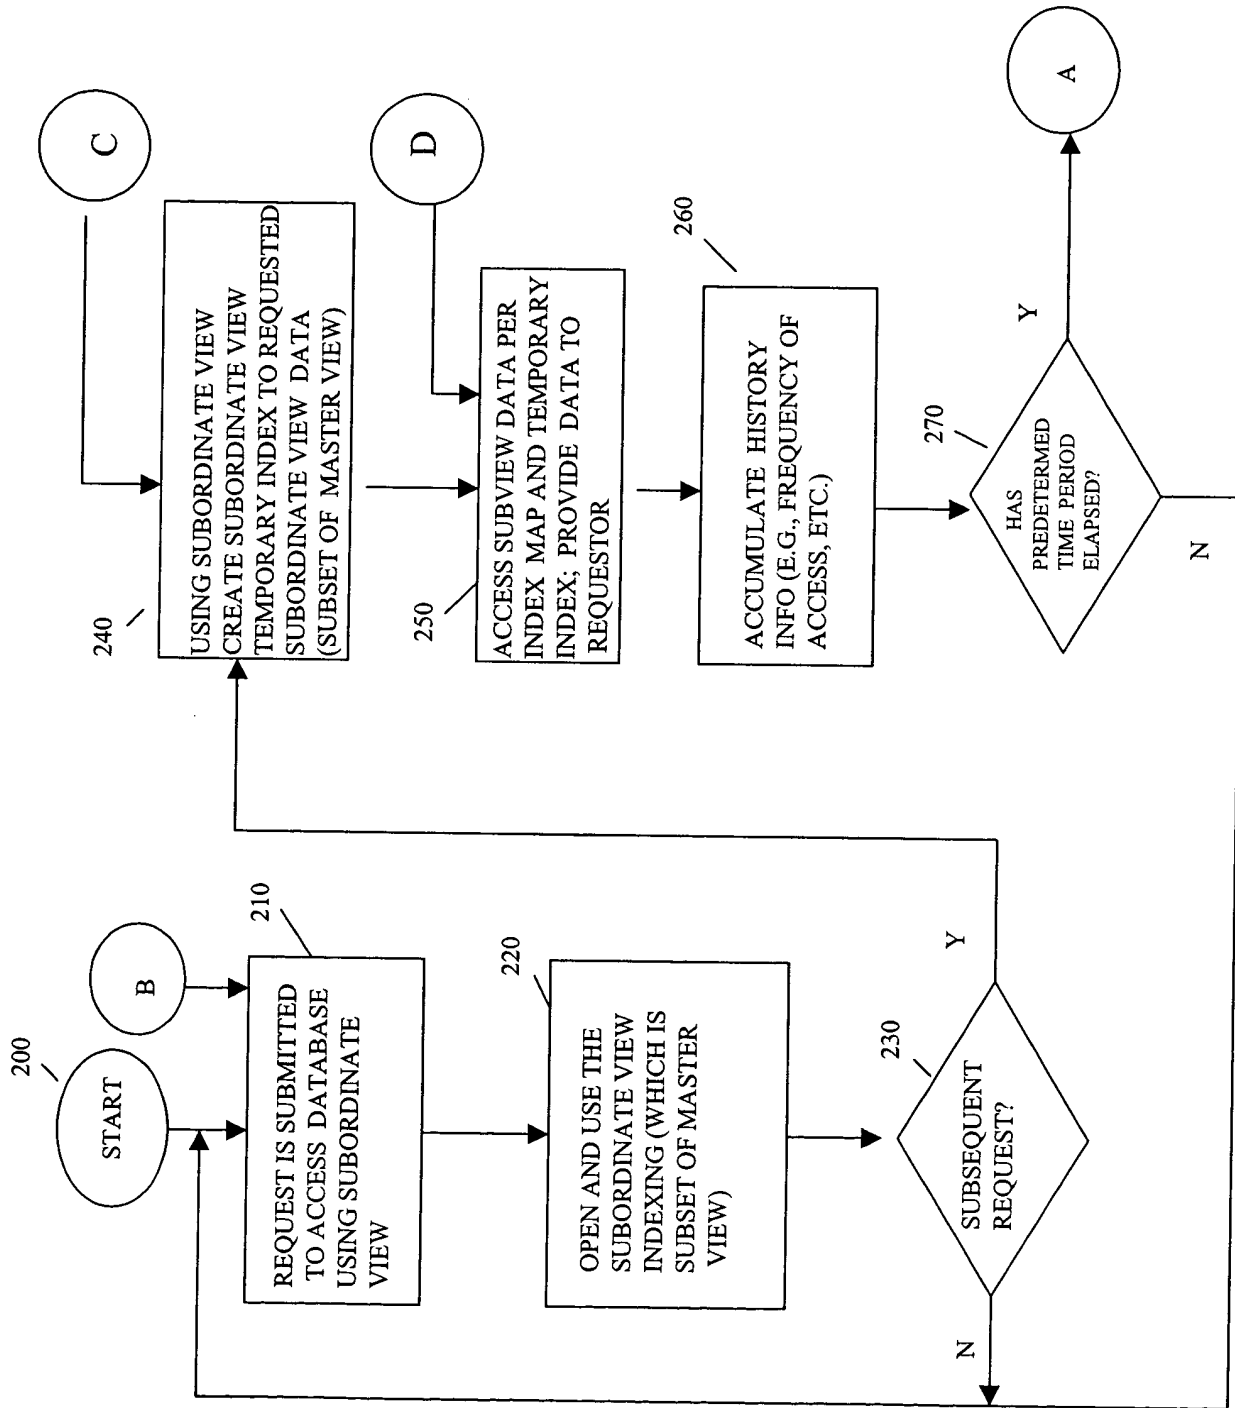 200
START
B
210
REQUEST IS SUBMITTED
TO ACCESS DATABASE
USING SUBORDINATE
VIEW
220
OPEN AND USE THE
SUBORDINATE VIEW
INDEXING (WHICH IS
SUBSET OF MASTER
VIEW)
230
SUBSEQUENT
REQUEST?
Y
N
C
240
USING SUBORDINATE VIEW
CREATE SUBORDINATE VIEW
TEMPORARY INDEX TO REQUESTED
SUBORDINATE VIEW DATA
(SUBSET OF MASTER VIEW)
D
250
ACCESS SUBVIEW DATA PER
INDEX MAP AND TEMPORARY
INDEX; PROVIDE DATA TO
REQUESTOR
260
ACCUMULATE HISTORY
INFO (E.G., FREQUENCY OF
ACCESS, ETC.)
270
HAS
PREDETERMED
TIME PERIOD
ELAPSED?
Y
N
A